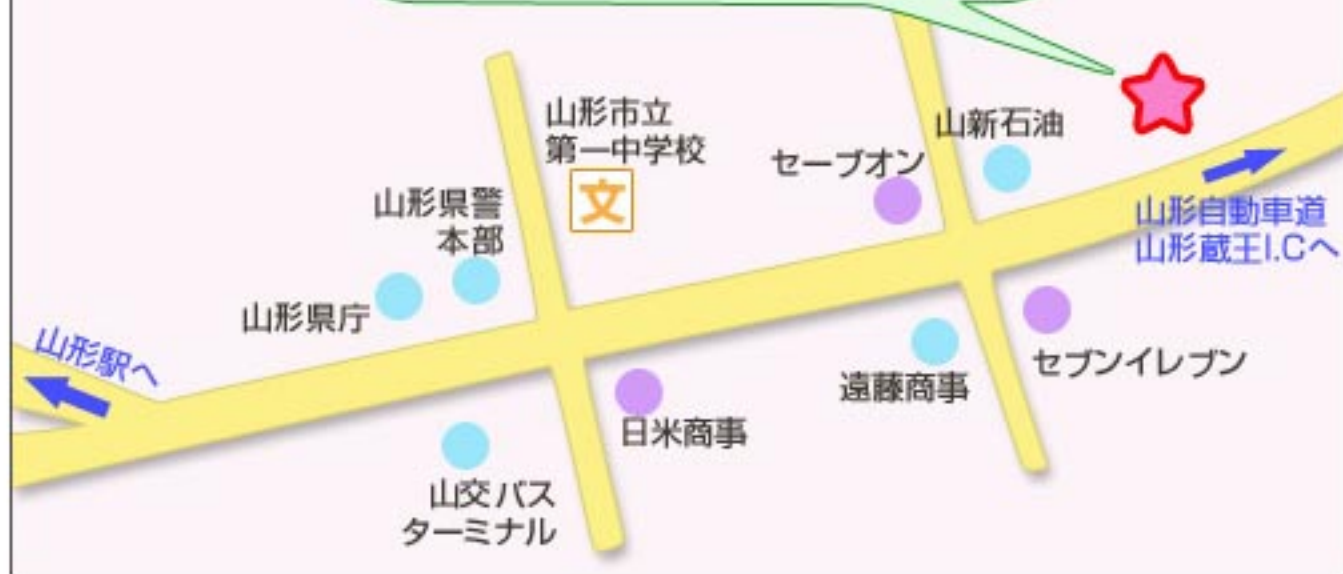 山形市立
第一中学校
文
山形県警
本部
山形県庁
山形駅へ
セーブオン
山新石油
山形自動車道
山形蔵王I.Cへ
セブンイレブン
遠藤商事
日米商事
山交バス
ターミナル